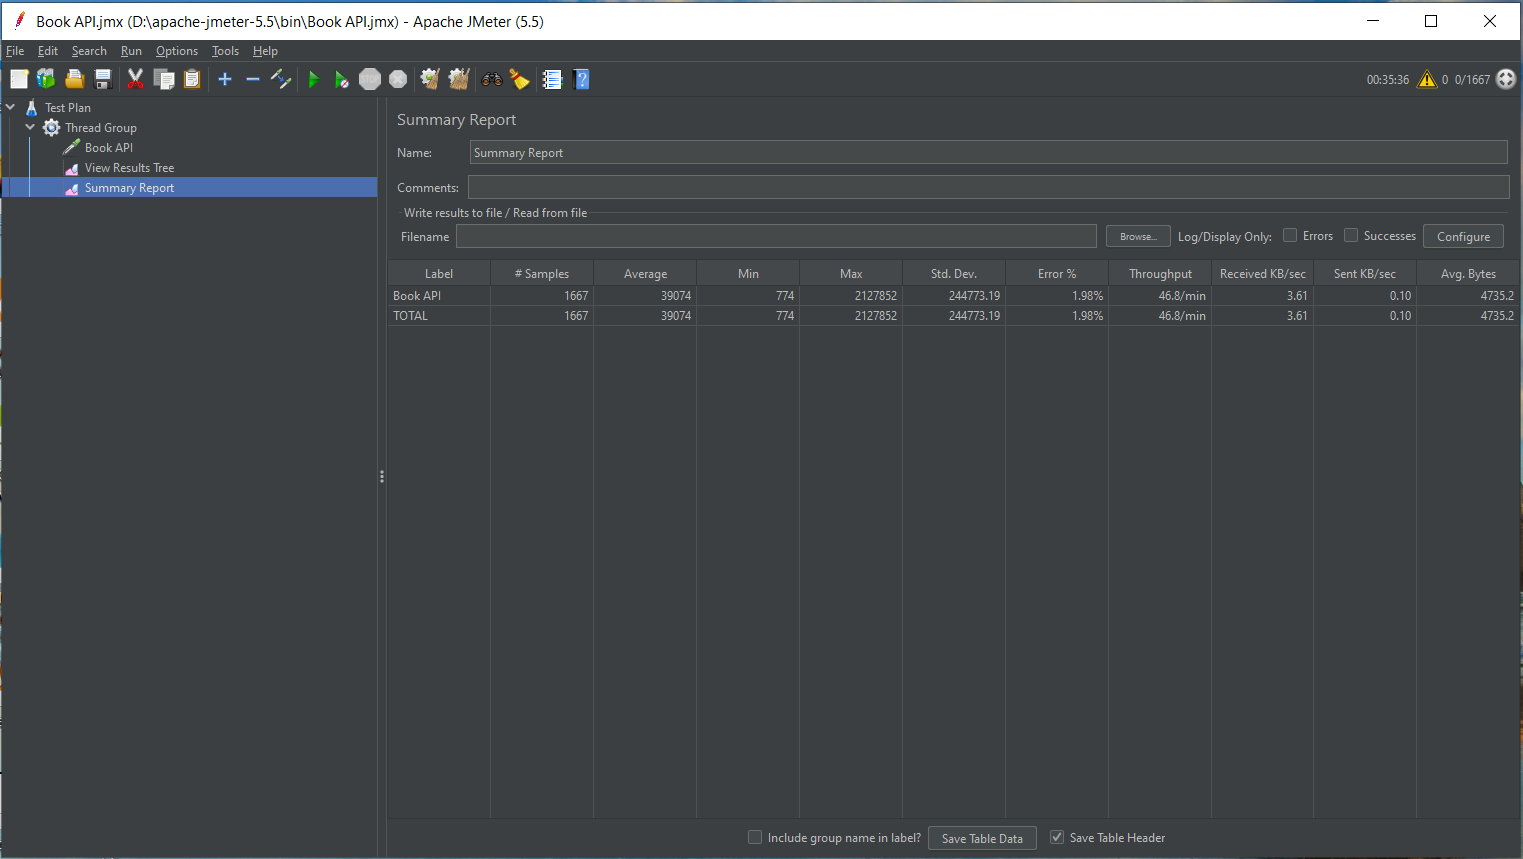 Book API.jmx (D:\apache-jmeter-5.5\bin\Book API.jmx) - Apache JMeter (5.5)
File Edit Search Run Options Tools Help
STOP 00:35:36 0 0/1667
Test Plan
Thread Group
Book API
View Results Tree
Summary Report
Summary Report
Name: Summary Report
Comments:
Write results to file / Read from file
Filename Browse... Log/Display Only: Errors Successes Configure
Label # Samples Average Min Max Std. Dev. Error % Throughput Received KB/sec Sent KB/sec Avg. Bytes
Book API 1667 39074 774 2127852 244773.19 1.98% 46.8/min 3.61 0.10 4735.2
TOTAL 1667 39074 774 2127852 244773.19 1.98% 46.8/min 3.61 0.10 4735.2
Include group name in label? Save Table Data Save Table Header